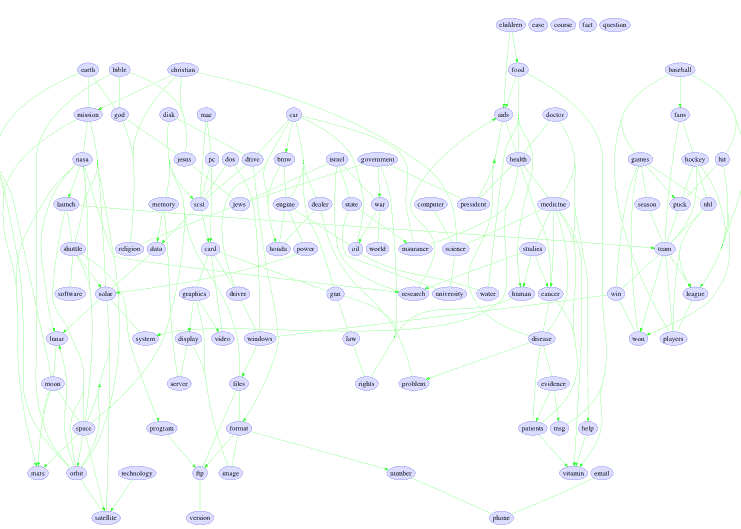 children case course fact question
earth bible christian food baseball
mission god disk mac car aids doctor fans
nasa jesus pc dos drive bmw israel government health games hockey hit
launch memory scsi jews engine dealer state war computer president medicine season puck nhl
shuttle religion data card honda power oil world insurance science studies team
software solar graphics driver gun research university water human cancer win league
lunar system display video windows law disease won players
moon server files rights problem evidence
space program format patients msg help
mars orbit technology ftp image number vitamin email
satellite version phone